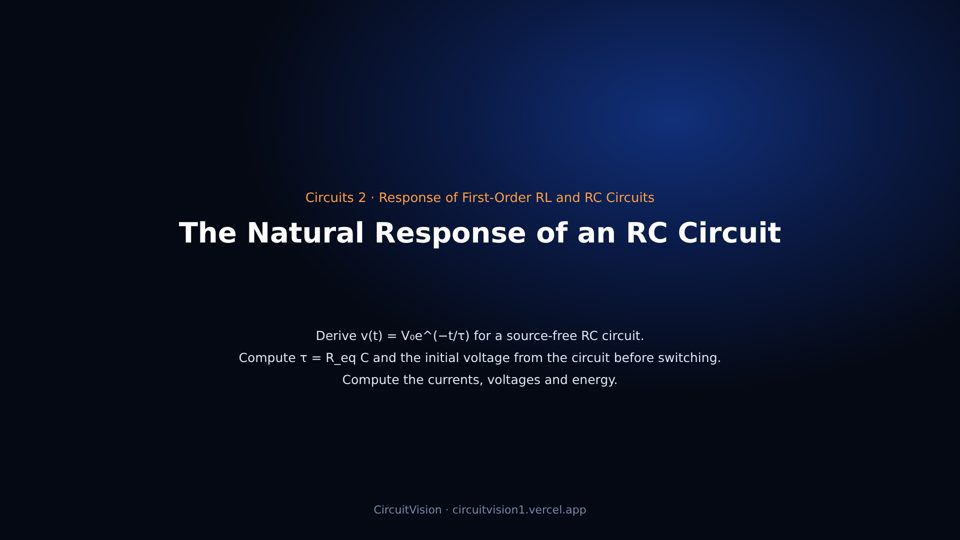 Circuits 2 · Response of First-Order RL and RC Circuits
The Natural Response of an RC Circuit
Derive v(t) = V₀e^(−t/τ) for a source-free RC circuit.
Compute τ = R_eq C and the initial voltage from the circuit before switching.
Compute the currents, voltages and energy.
CircuitVision · circuitvision1.vercel.app